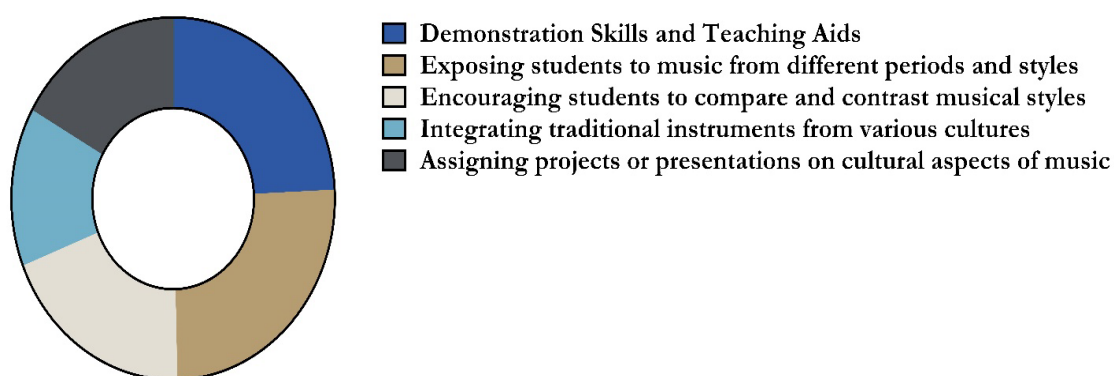 Demonstration Skills and Teaching Aids
Exposing students to music from different periods and styles
Encouraging students to compare and contrast musical styles
Integrating traditional instruments from various cultures
Assigning projects or presentations on cultural aspects of music